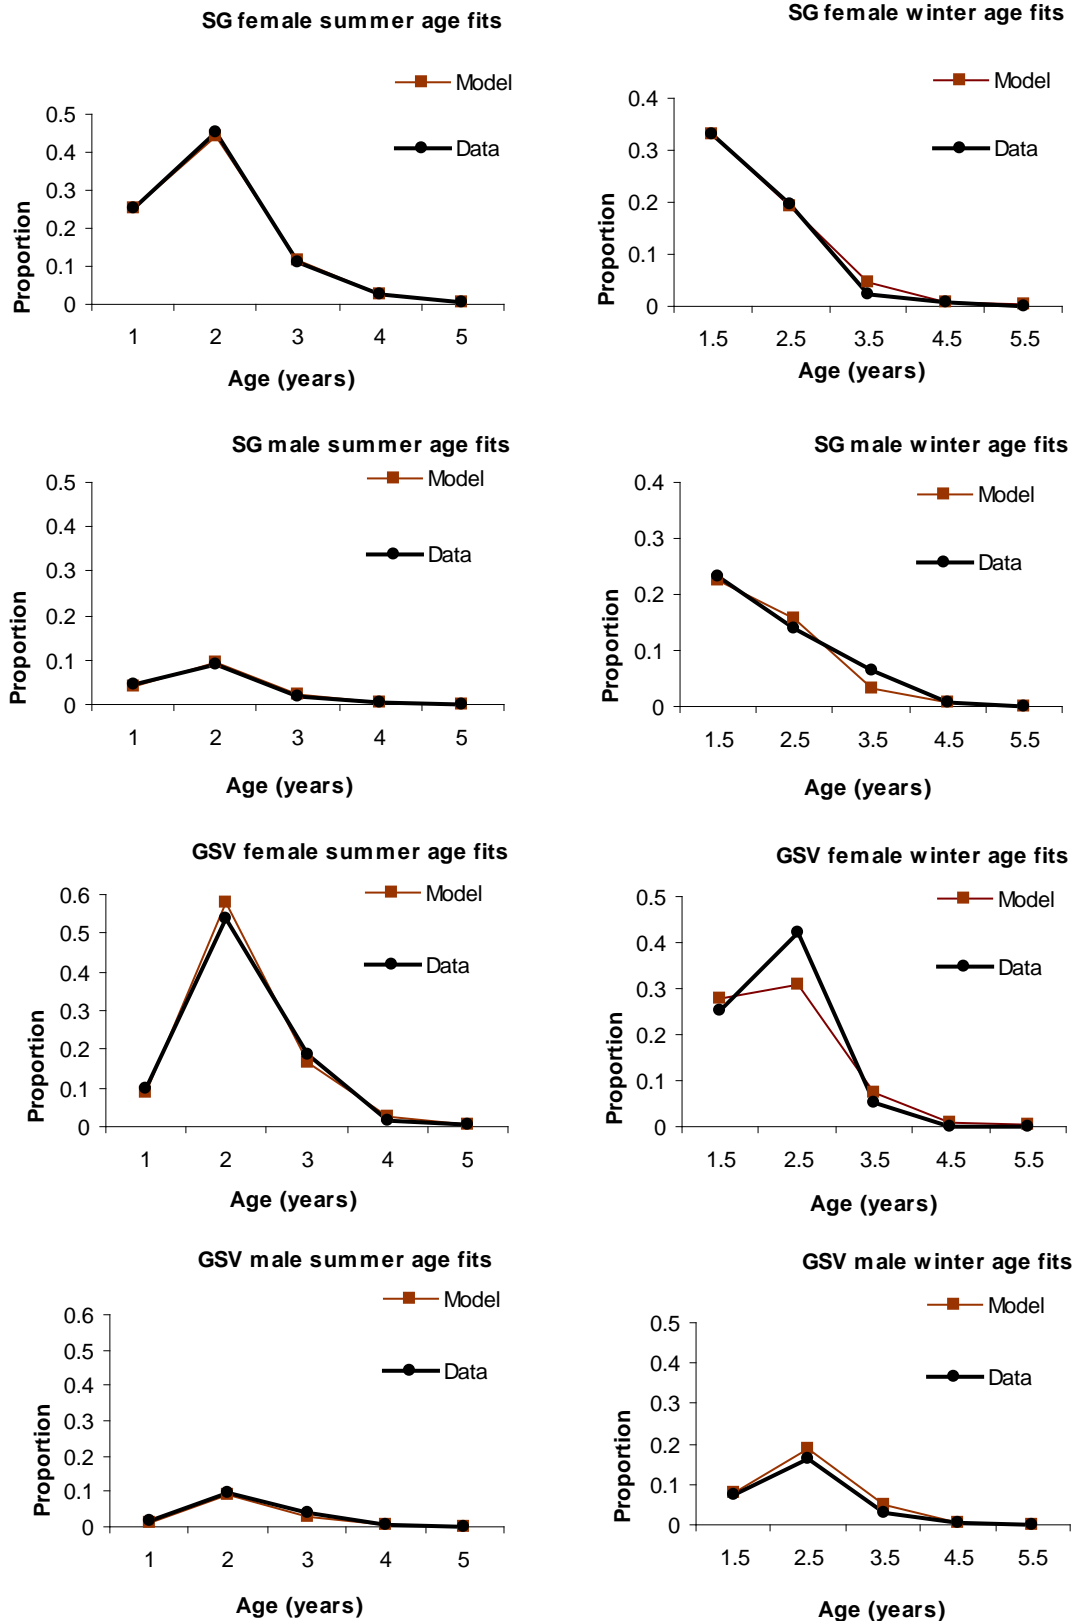 SG female summer age fits
Model
Data
0.5
0.4
0.3
0.2
0.1
0
Proportion
1 2 3 4 5
Age (years)
SG female winter age fits
Model
Data
0.4
0.3
0.2
0.1
0
Proportion
1.5 2.5 3.5 4.5 5.5
Age (years)
SG male summer age fits
Model
Data
0.5
0.4
0.3
0.2
0.1
0
Proportion
1 2 3 4 5
Age (years)
SG male winter age fits
Model
Data
0.4
0.3
0.2
0.1
0
Proportion
1.5 2.5 3.5 4.5 5.5
Age (years)
GSV female summer age fits
Model
Data
0.6
0.5
0.4
0.3
0.2
0.1
0
Proportion
1 2 3 4 5
Age (years)
GSV female winter age fits
Model
Data
0.5
0.4
0.3
0.2
0.1
0
Proportion
1.5 2.5 3.5 4.5 5.5
Age (years)
GSV male summer age fits
Model
Data
0.6
0.5
0.4
0.3
0.2
0.1
0
Proportion
1 2 3 4 5
Age (years)
GSV male winter age fits
Model
Data
0.5
0.4
0.3
0.2
0.1
0
Proportion
1.5 2.5 3.5 4.5 5.5
Age (years)